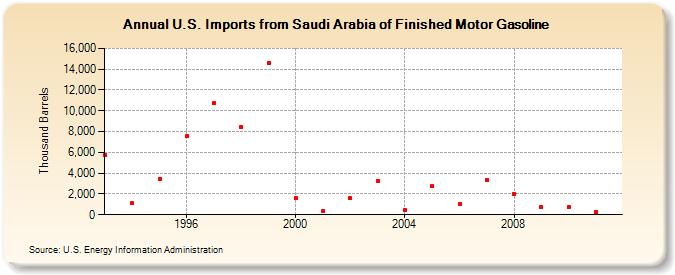 Annual U.S. Imports from Saudi Arabia of Finished Motor Gasoline
Thousand Barrels
16,000
14,000
12,000
10,000
8,000
6,000
4,000
2,000
0
1996 2000 2004 2008
Source: U.S. Energy Information Administration